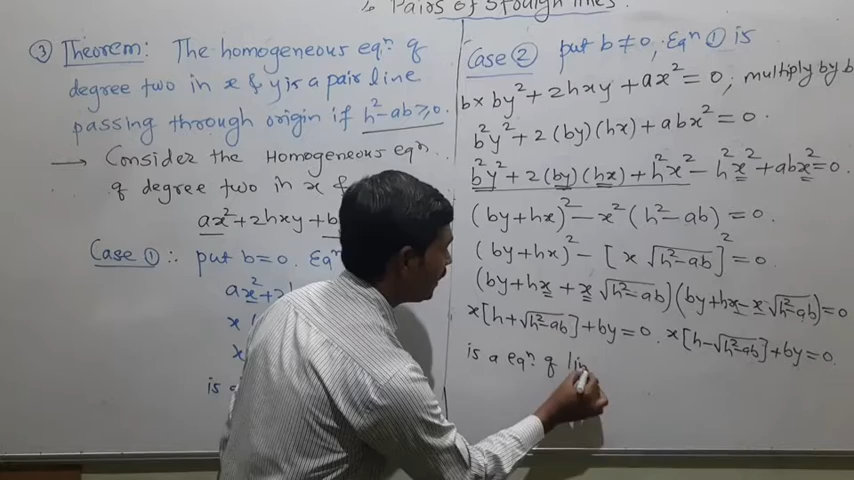 Pairs of Straight lines.
③ Theorem: The homogeneous eqⁿ of
degree two in x & y is a pair line
passing through origin if h²-ab≥0.
→ Consider the Homogeneous eqⁿ
of degree two in x &
ax²+2hxy+b
Case ①: put b=0. Eqⁿ
ax²+2
x
x
is a
Case ② put b≠0, Eqⁿ ① is
b×by²+2hxy+ax²=0; multiply by b
b²y²+2(by)(hx)+abx²=0.
b²y²+2(by)(hx)+h²x²-h²x²+abx²=0.
(by+hx)²-x²(h²-ab)=0.
(by+hx)²-[x√h²-ab]²=0.
(by+hx+x√h²-ab)(by+hx-x√h²-ab)=0
x[h+√h²-ab]+by=0. x[h-√h²-ab]+by=0.
is a eqⁿ of lin